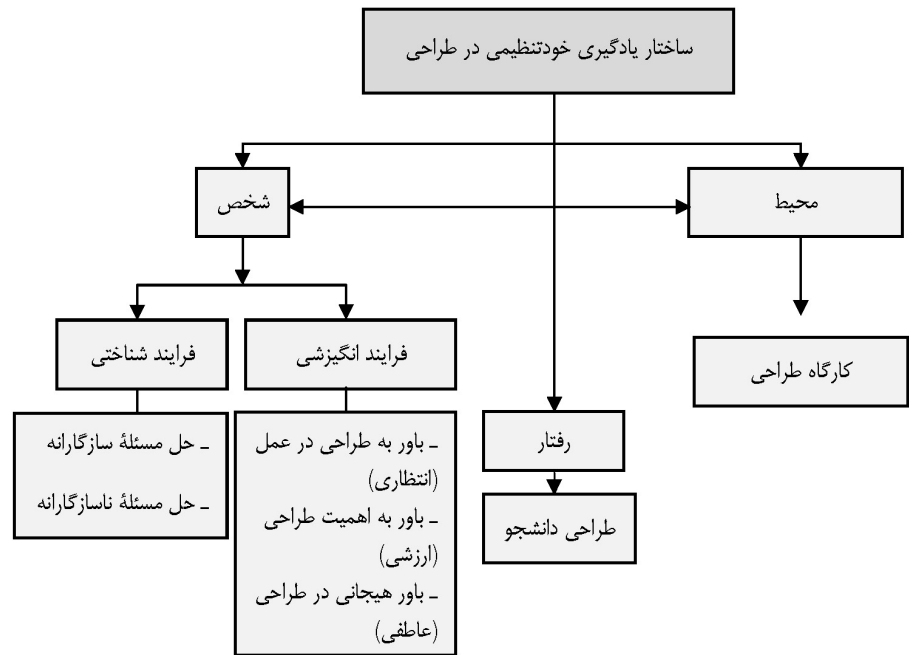 ساختار یادگیری خودتنظیمی در طراحی
محیط
شخص
کارگاه طراحی
فرایند انگیزشی
فرایند شناختی
ـ باور به طراحی در عمل
(انتظاری)
ـ باور به اهمیت طراحی
(ارزشی)
ـ باور هیجانی در طراحی
(عاطفی)
ـ حل مسئلهٔ سازگارانه
ـ حل مسئلهٔ ناسازگارانه
رفتار
طراحی دانشجو